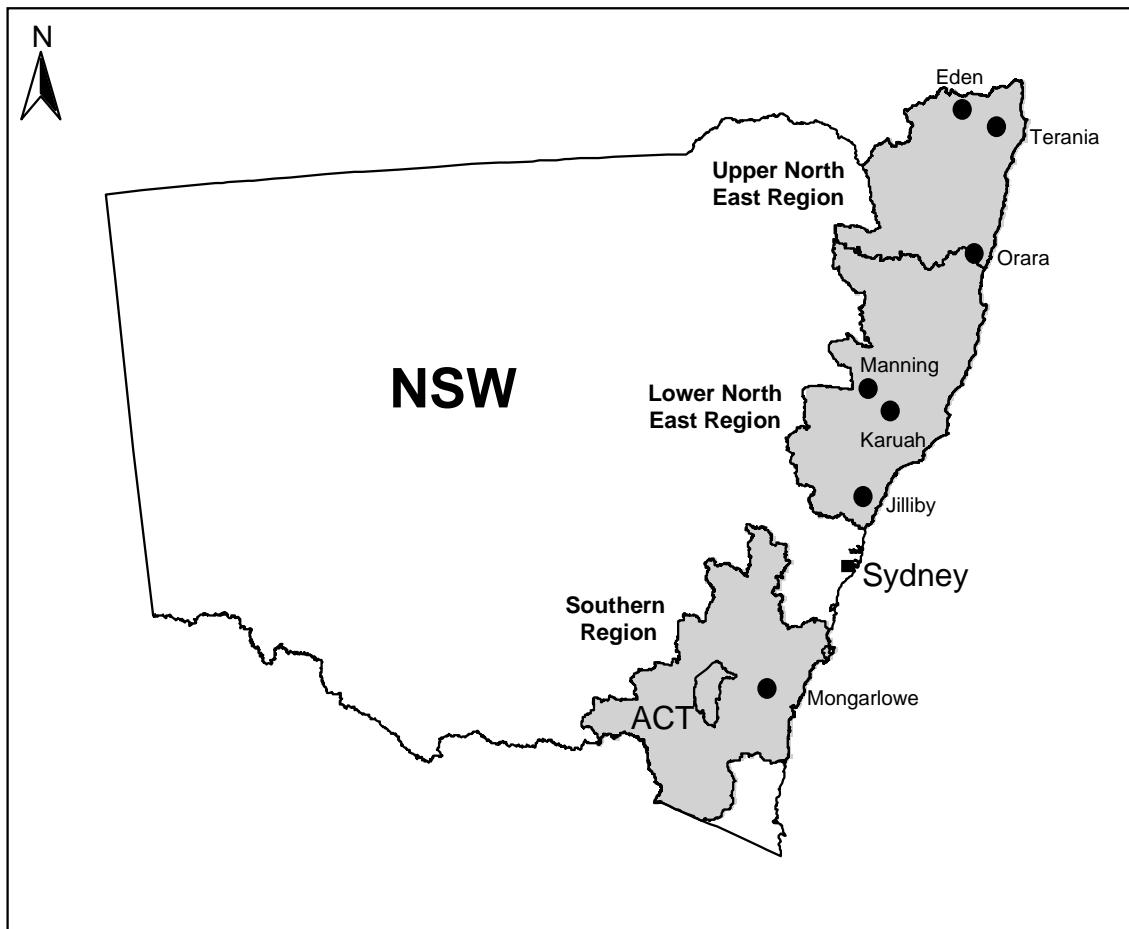 N
Eden
Terania
Upper North
East Region
Orara
NSW
Manning
Lower North
East Region
Karuah
Jilliby
Sydney
Southern
Region
Mongarlowe
ACT